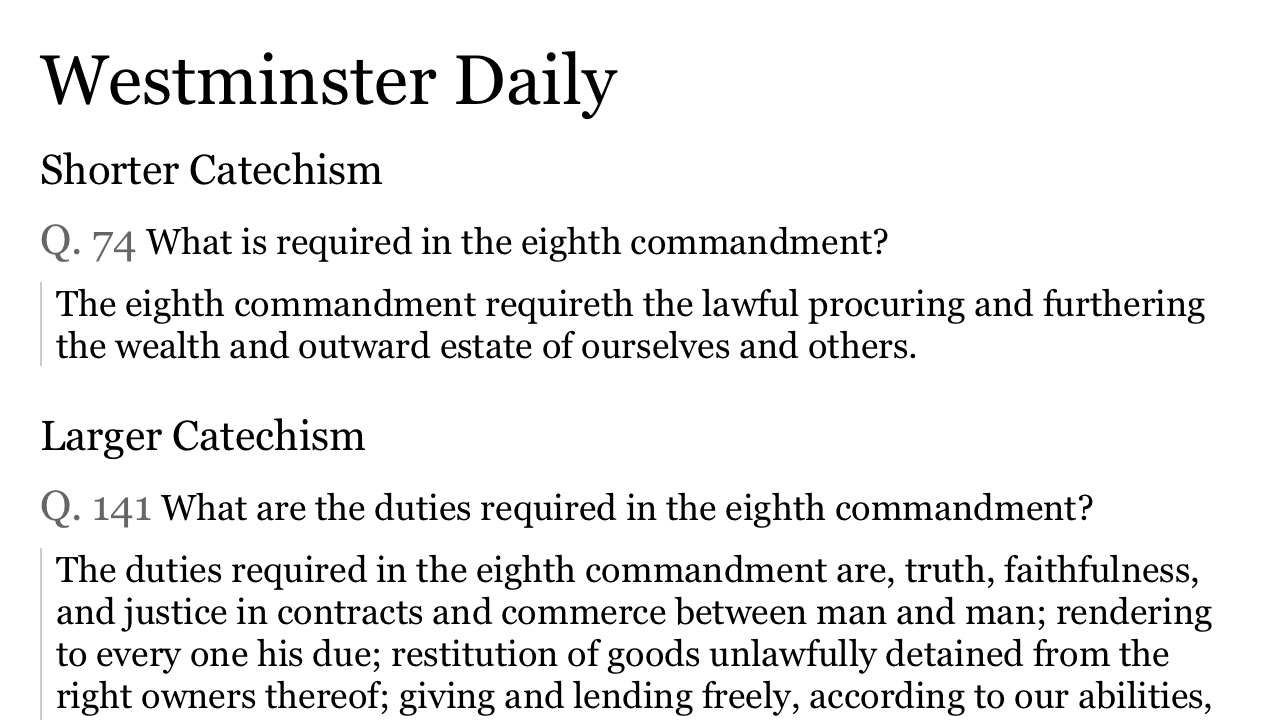 Westminster Daily
Shorter Catechism
Q. 74 What is required in the eighth commandment?
The eighth commandment requireth the lawful procuring and furthering
the wealth and outward estate of ourselves and others.
Larger Catechism
Q. 141 What are the duties required in the eighth commandment?
The duties required in the eighth commandment are, truth, faithfulness,
and justice in contracts and commerce between man and man; rendering
to every one his due; restitution of goods unlawfully detained from the
right owners thereof; giving and lending freely, according to our abilities,